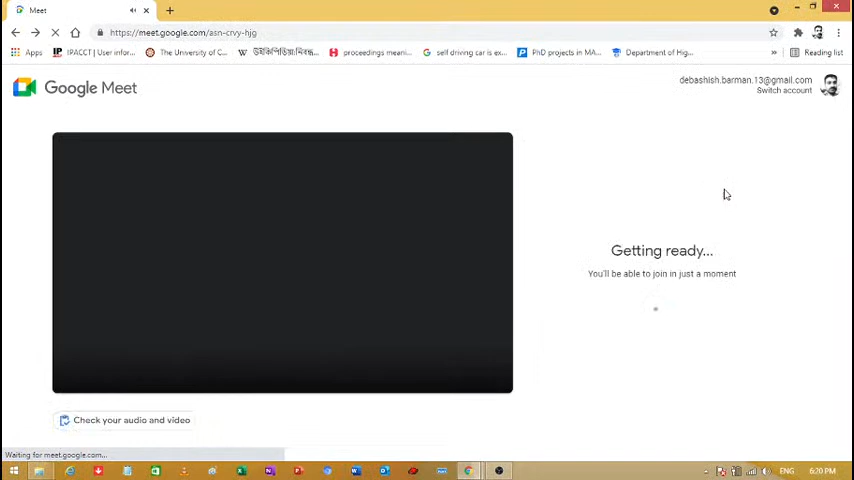 Meet
https://meet.google.com/asn-crvy-hjg
Apps
IPACCT | User infor...
The University of C...
উইকিপিডিয়া:নিবন্ধ...
proceedings meani...
self driving car is ex...
PhD projects in MA...
Department of Hig...
»
Reading list
Google Meet
debashish.barman.13@gmail.com
Switch account
Getting ready...
You'll be able to join in just a moment
Check your audio and video
Waiting for meet.google.com...
ENG
6:20 PM